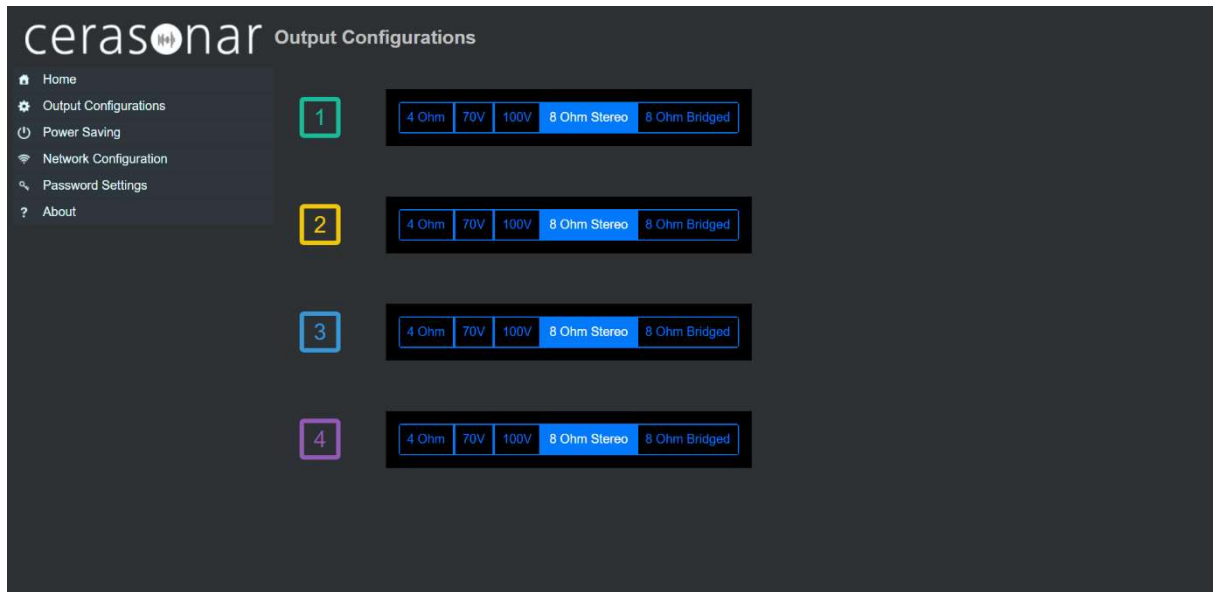 cerasonar
Output Configurations
Home
Output Configurations
Power Saving
Network Configuration
Password Settings
? About
1
4 Ohm 70V 100V 8 Ohm Stereo 8 Ohm Bridged
2
4 Ohm 70V 100V 8 Ohm Stereo 8 Ohm Bridged
3
4 Ohm 70V 100V 8 Ohm Stereo 8 Ohm Bridged
4
4 Ohm 70V 100V 8 Ohm Stereo 8 Ohm Bridged